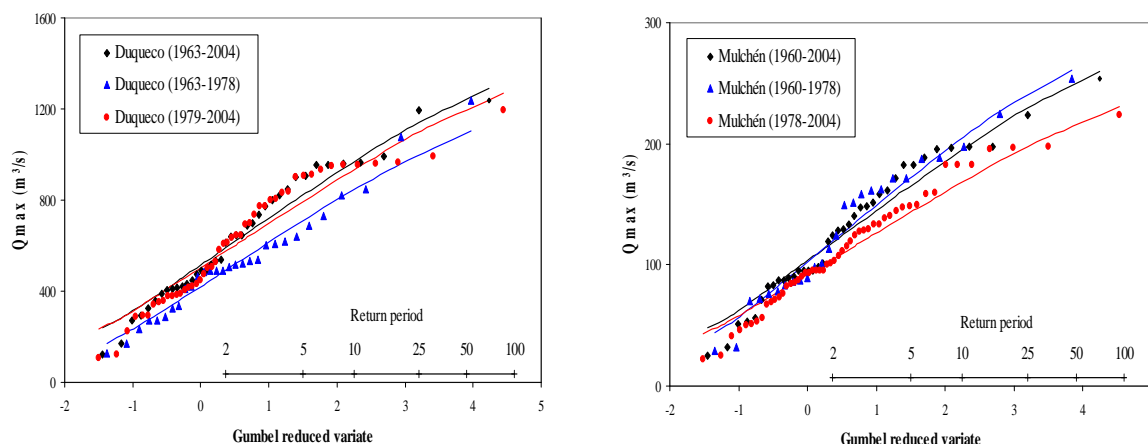 1600
1200
800
400
0
Q max (m³/s)
Duqueco (1963-2004)
Duqueco (1963-1978)
Duqueco (1979-2004)
Return period
2 5 10 25 50 100
-2 -1 0 1 2 3 4 5
Gumbel reduced variate
300
200
100
0
Q max (m³/s)
Mulchén (1960-2004)
Mulchén (1960-1978)
Mulchén (1978-2004)
Return period
2 5 10 25 50 100
-2 -1 0 1 2 3 4 5
Gumbel reduced variate